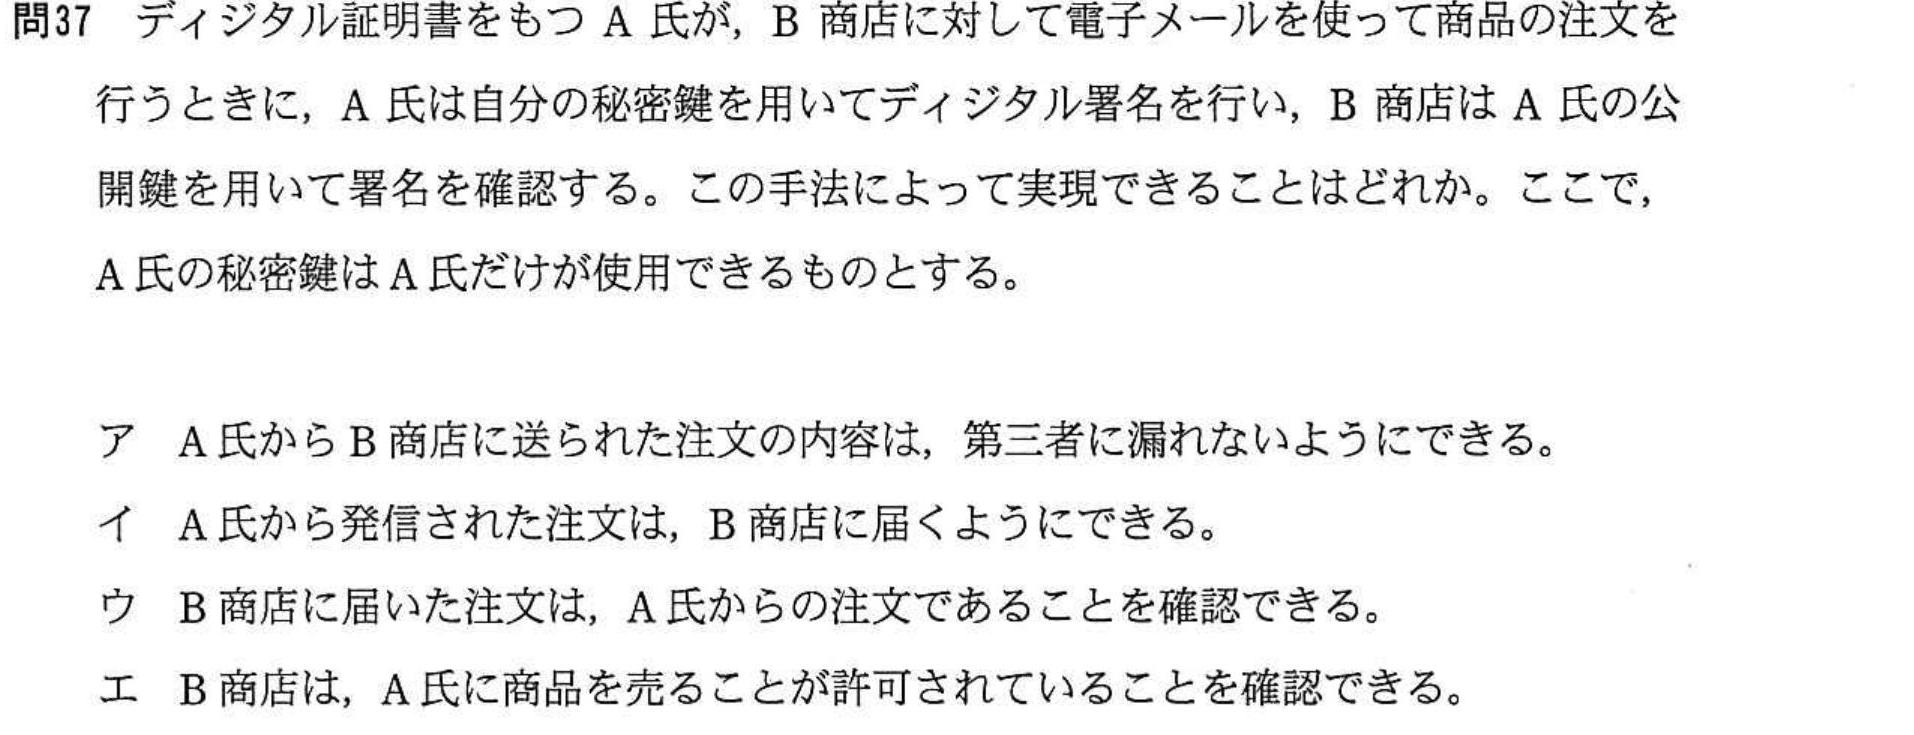 問37 ディジタル証明書をもつ A 氏が，B 商店に対して電子メールを使って商品の注文を
行うときに，A 氏は自分の秘密鍵を用いてディジタル署名を行い，B 商店は A 氏の公
開鍵を用いて署名を確認する。この手法によって実現できることはどれか。ここで，
A 氏の秘密鍵は A 氏だけが使用できるものとする。
ア A 氏から B 商店に送られた注文の内容は，第三者に漏れないようにできる。
イ A 氏から発信された注文は，B 商店に届くようにできる。
ウ B 商店に届いた注文は，A 氏からの注文であることを確認できる。
エ B 商店は，A 氏に商品を売ることが許可されていることを確認できる。